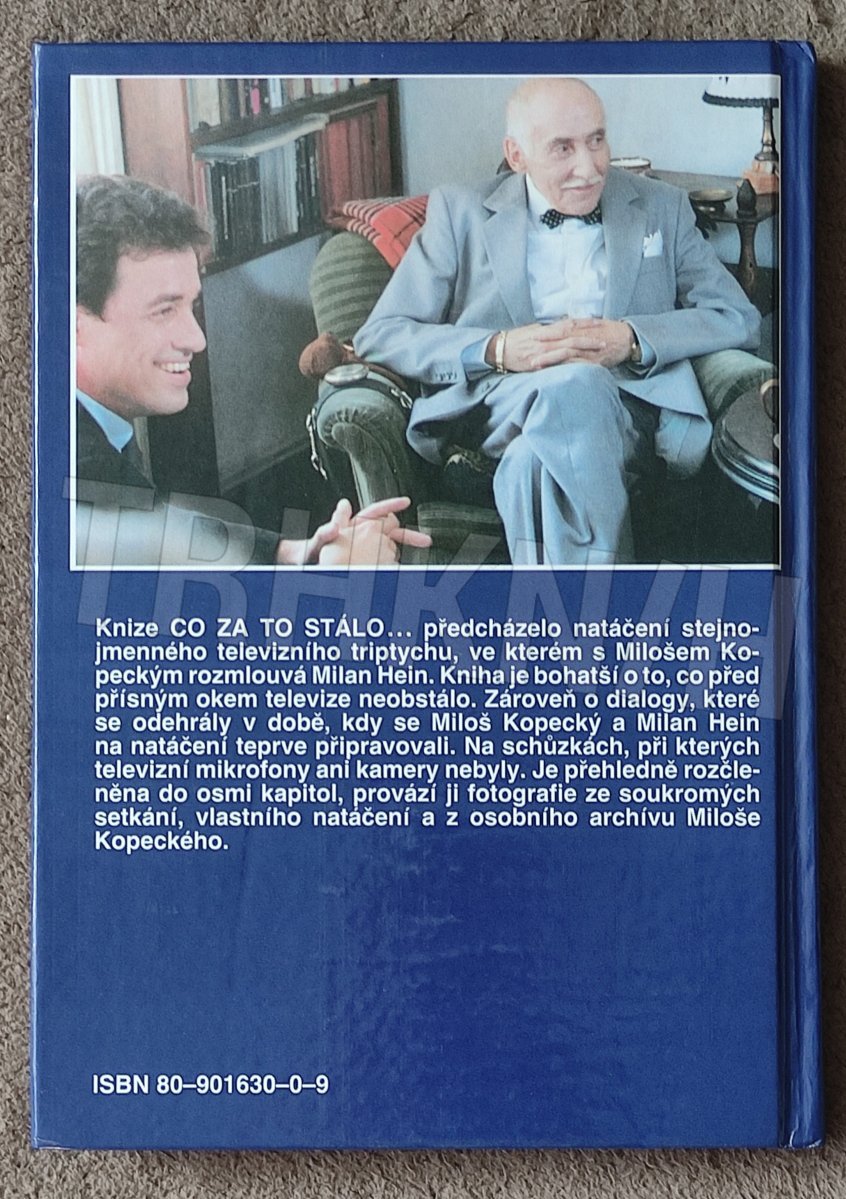 TRHKNIH
Knize CO ZA TO STÁLO... předcházelo natáčení stejno-
jmenného televizního triptychu, ve kterém s Milošem Ko-
peckým rozmlouvá Milan Hein. Kniha je bohatší o to, co před
přísným okem televize neobstálo. Zároveň o dialogy, které
se odehrály v době, kdy se Miloš Kopecký a Milan Hein
na natáčení teprve připravovali. Na schůzkách, při kterých
televizní mikrofony ani kamery nebyly. Je přehledně rozčle-
něna do osmi kapitol, provází ji fotografie ze soukromých
setkání, vlastního natáčení a z osobního archívu Miloše
Kopeckého.
ISBN 80–901630–0–9